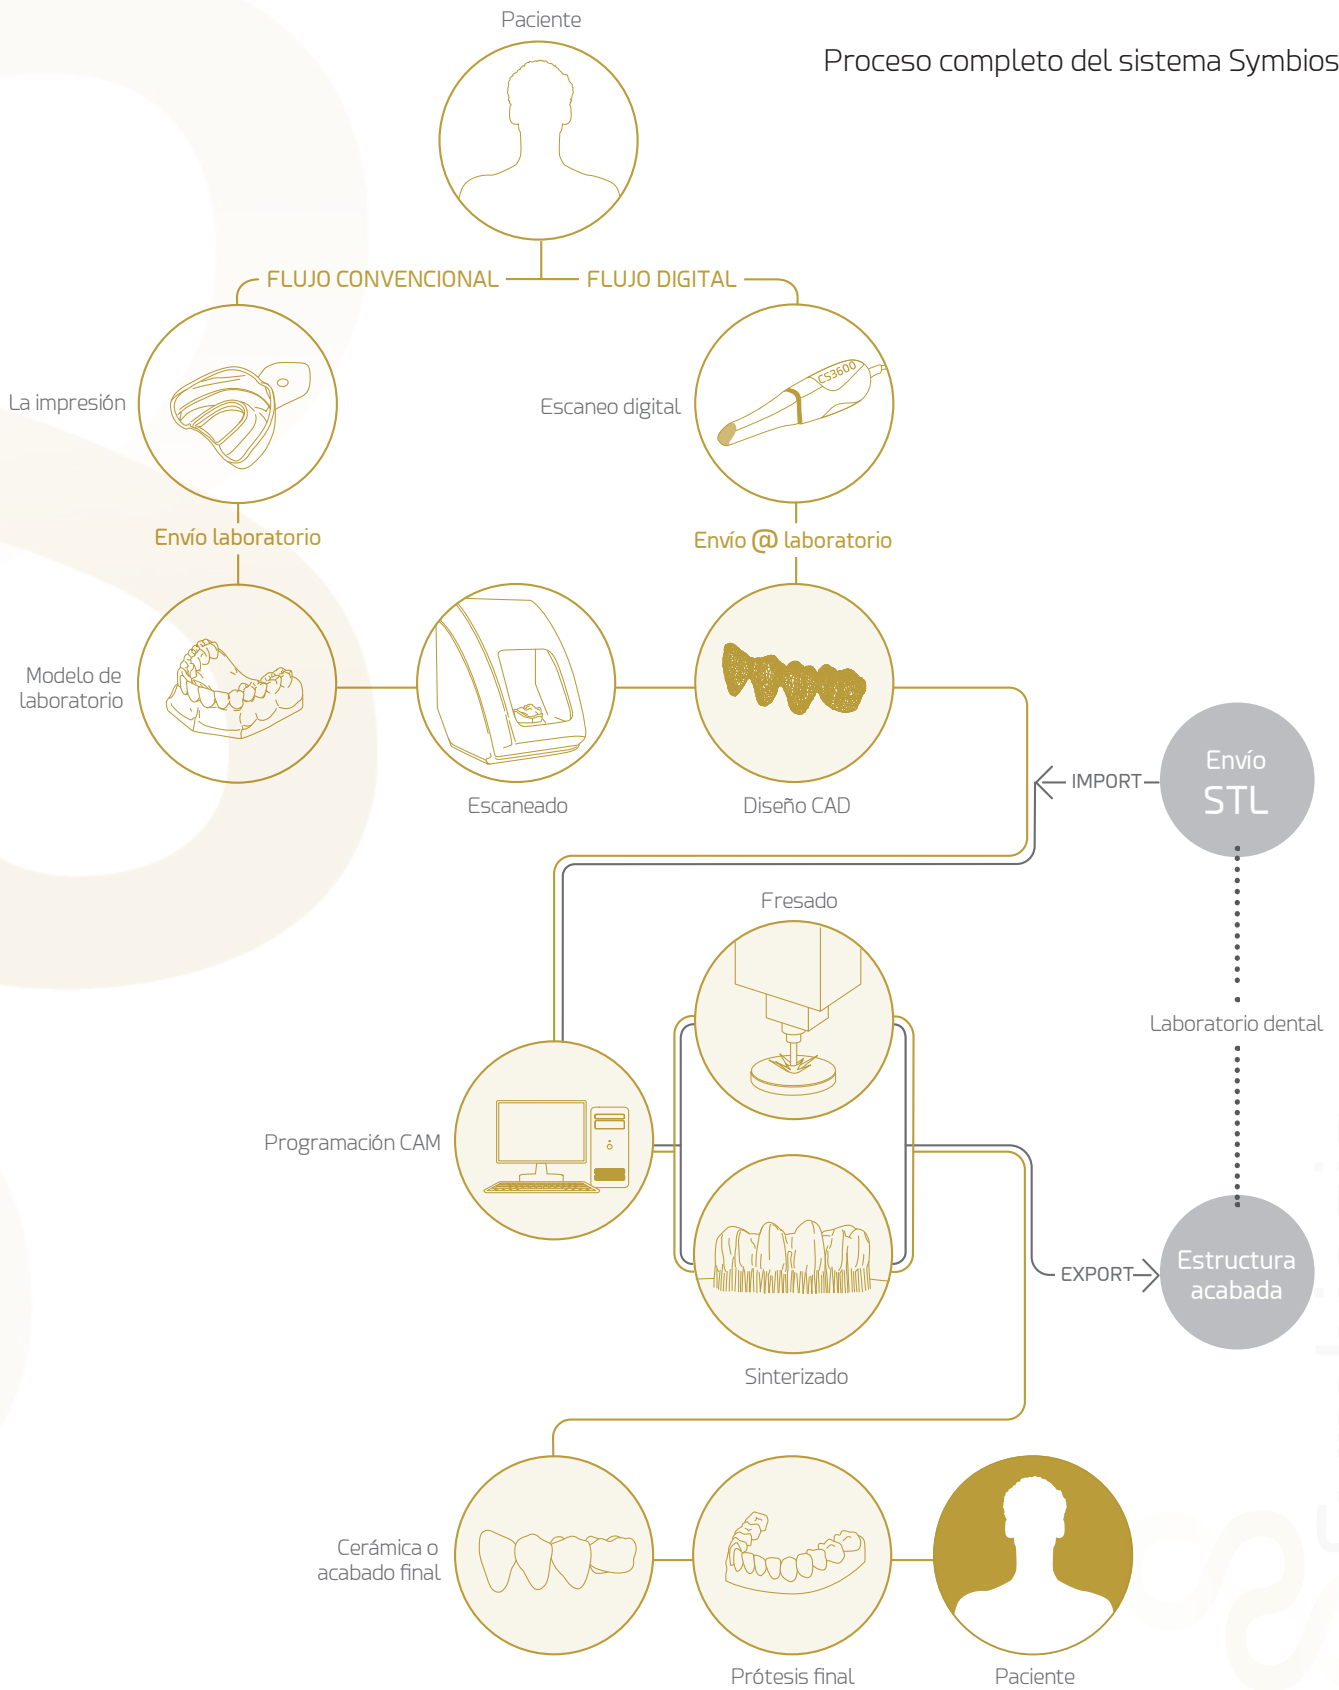 Paciente
Proceso completo del sistema Symbios
FLUJO CONVENCIONAL
FLUJO DIGITAL
La impresión
Escaneo digital
CS3600
Envío laboratorio
Envío @ laboratorio
Modelo de
laboratorio
Escaneado
Diseño CAD
IMPORT
Envío
STL
Fresado
Laboratorio dental
Programación CAM
EXPORT
Estructura
acabada
Sinterizado
Cerámica o
acabado final
Prótesis final
Paciente